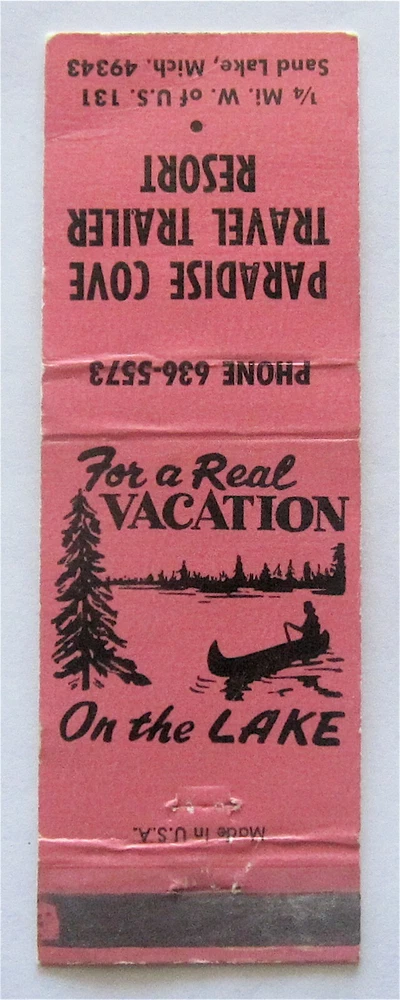 1/4 Mi. W. of U.S. 131
Sand Lake, Mich. 49343
PARADISE COVE
TRAVEL TRAILER
RESORT
PHONE 636-5573
For a Real
VACATION
On the LAKE
Made in U.S.A.